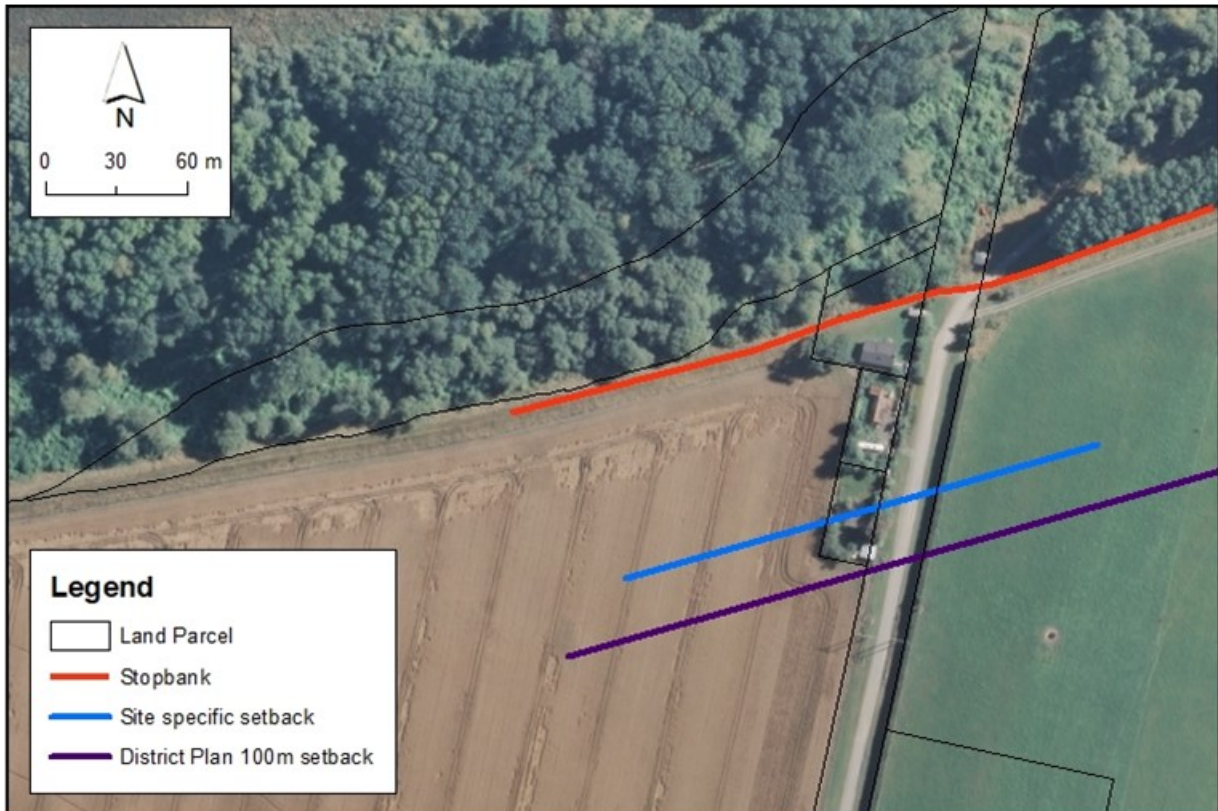 N
0 30 60 m
Legend
Land Parcel
Stopbank
Site specific setback
District Plan 100m setback